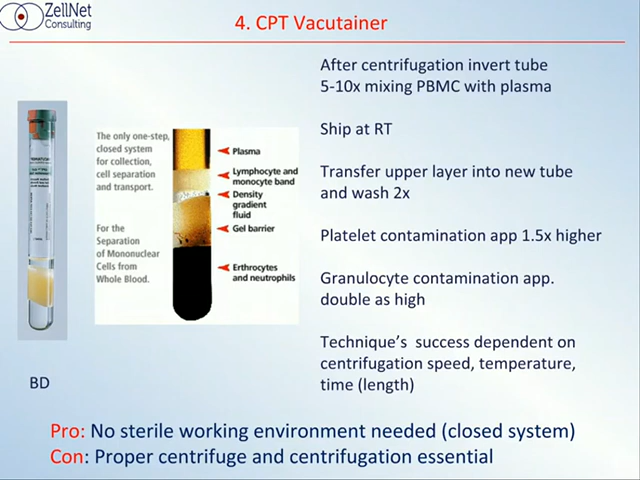 ZellNet
Consulting
4. CPT Vacutainer
After centrifugation invert tube
5-10x mixing PBMC with plasma
Ship at RT
Transfer upper layer into new tube
and wash 2x
Platelet contamination app 1.5x higher
Granulocyte contamination app.
double as high
Technique's success dependent on
centrifugation speed, temperature,
time (length)
The only one-step,
closed system
for collection,
cell separation
and transport.
For the
Separation
of Mononuclear
Cells from
Whole Blood.
Plasma
Lymphocyte and
monocyte band
Density
gradient
fluid
Gel barrier
Erthrocytes
and neutrophils
BD
Pro: No sterile working environment needed (closed system)
Con: Proper centrifuge and centrifugation essential